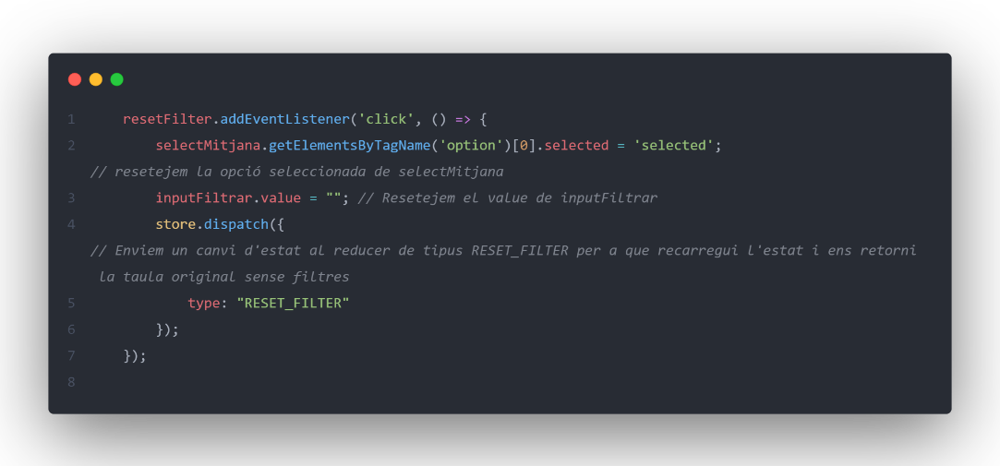 1 resetFilter.addEventListener('click', () => {
2 selectMitjana.getElementsByTagName('option')[0].selected = 'selected';
// resetejem la opció seleccionada de selectMitjana
3 inputFiltrar.value = ""; // Resetejem el value de inputFiltrar
4 store.dispatch({
// Enviem un canvi d'estat al reducer de tipus RESET_FILTER per a que recarregui l'estat i ens retorni
la taula original sense filtres
5 type: "RESET_FILTER"
6 });
7 });
8